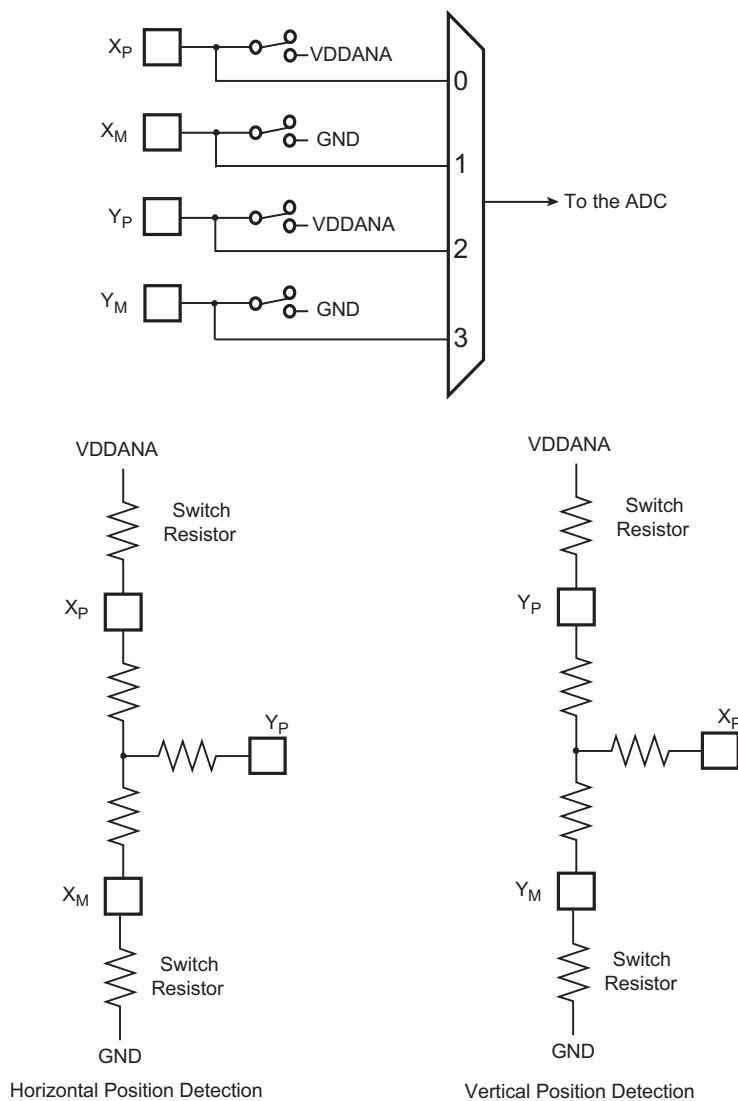 XP
VDDANA
0
XM
GND
1
To the ADC
YP
VDDANA
2
YM
GND
3
VDDANA
VDDANA
Switch
Resistor
Switch
Resistor
XP
YP
YP
XP
XM
YM
Switch
Resistor
Switch
Resistor
GND
GND
Horizontal Position Detection
Vertical Position Detection